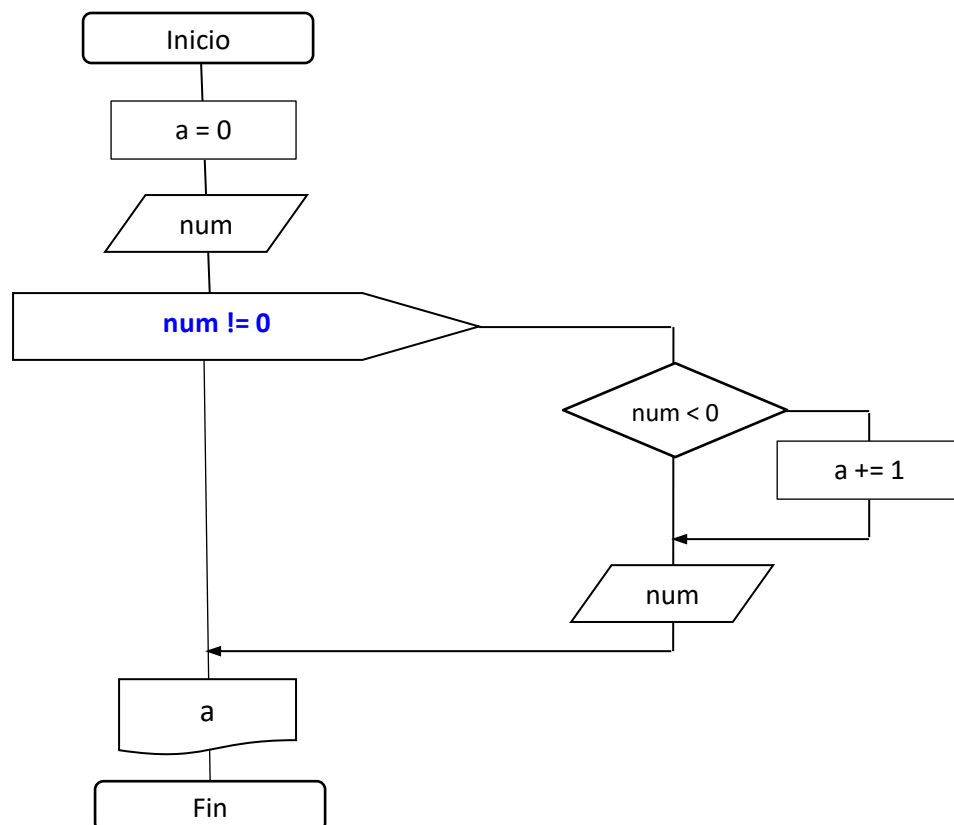 Inicio
a = 0
num
num != 0
num < 0
a += 1
num
a
Fin